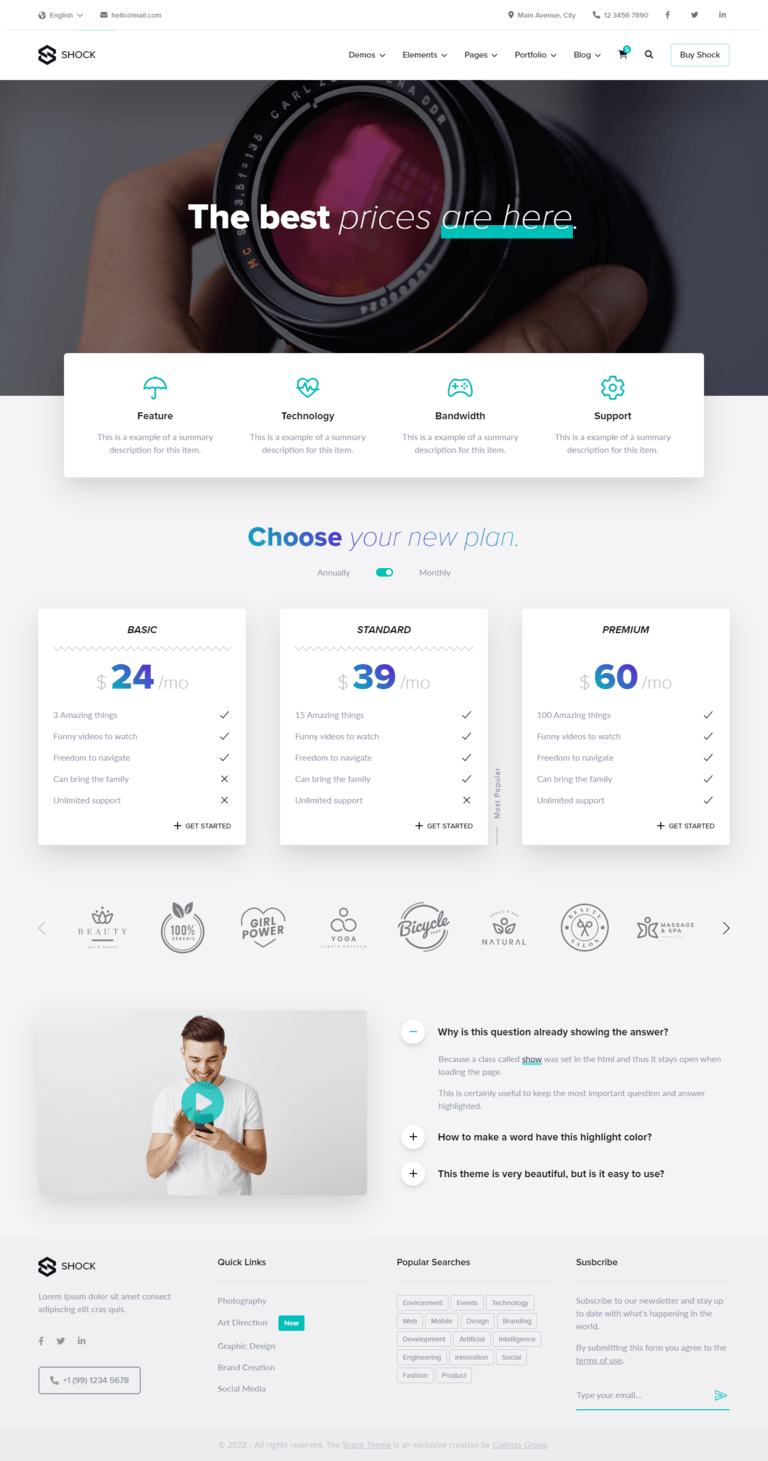 English
hello@mail.com
Main Avenue, City
12 3456 7890
SHOCK
Demos
Elements
Pages
Portfolio
Blog
5
Buy Shock
CARL ZEISS JENA DDR
MC S 3.5 f=135
The best prices are here.
Feature
Technology
Bandwidth
Support
This is a example of a summary
description for this item.
This is a example of a summary
description for this item.
This is a example of a summary
description for this item.
This is a example of a summary
description for this item.
Choose your new plan.
Annually
Monthly
BASIC
$ 24 /mo
3 Amazing things
Funny videos to watch
Freedom to navigate
Can bring the family
Unlimited support
GET STARTED
STANDARD
$ 39 /mo
15 Amazing things
Funny videos to watch
Freedom to navigate
Can bring the family
Unlimited support
GET STARTED
Most Popular
PREMIUM
$ 60 /mo
100 Amazing things
Funny videos to watch
Freedom to navigate
Can bring the family
Unlimited support
GET STARTED
BEAUTY
100%
ORGANIC
GIRL
POWER
YOGA
Bicycle
SHOP
NATURAL
BEAUTY
SALON
MASSAGE
& SPA
Why is this question already showing the answer?
Because a class called show was set in the html and thus it stays open when
loading the page.
This is certainly useful to keep the most important question and answer
highlighted.
How to make a word have this highlight color?
This theme is very beautiful, but is it easy to use?
SHOCK
Lorem ipsum dolor sit amet consect
adipiscing elit cras quis.
+1 (99) 1234 5678
Quick Links
Photography
Art Direction
New
Graphic Design
Brand Creation
Social Media
Popular Searches
Environment
Events
Technology
Web
Mobile
Design
Branding
Development
Artificial
Intelligence
Engineering
Innovation
Social
Fashion
Product
Susbcribe
Subscribe to our newsletter and stay up
to date with what's happening in the
world.
By submitting this form you agree to the
terms of use.
Type your email...
© 2022 - All rights reserved. The Shock Theme is an exclusive creation by Codings Group.